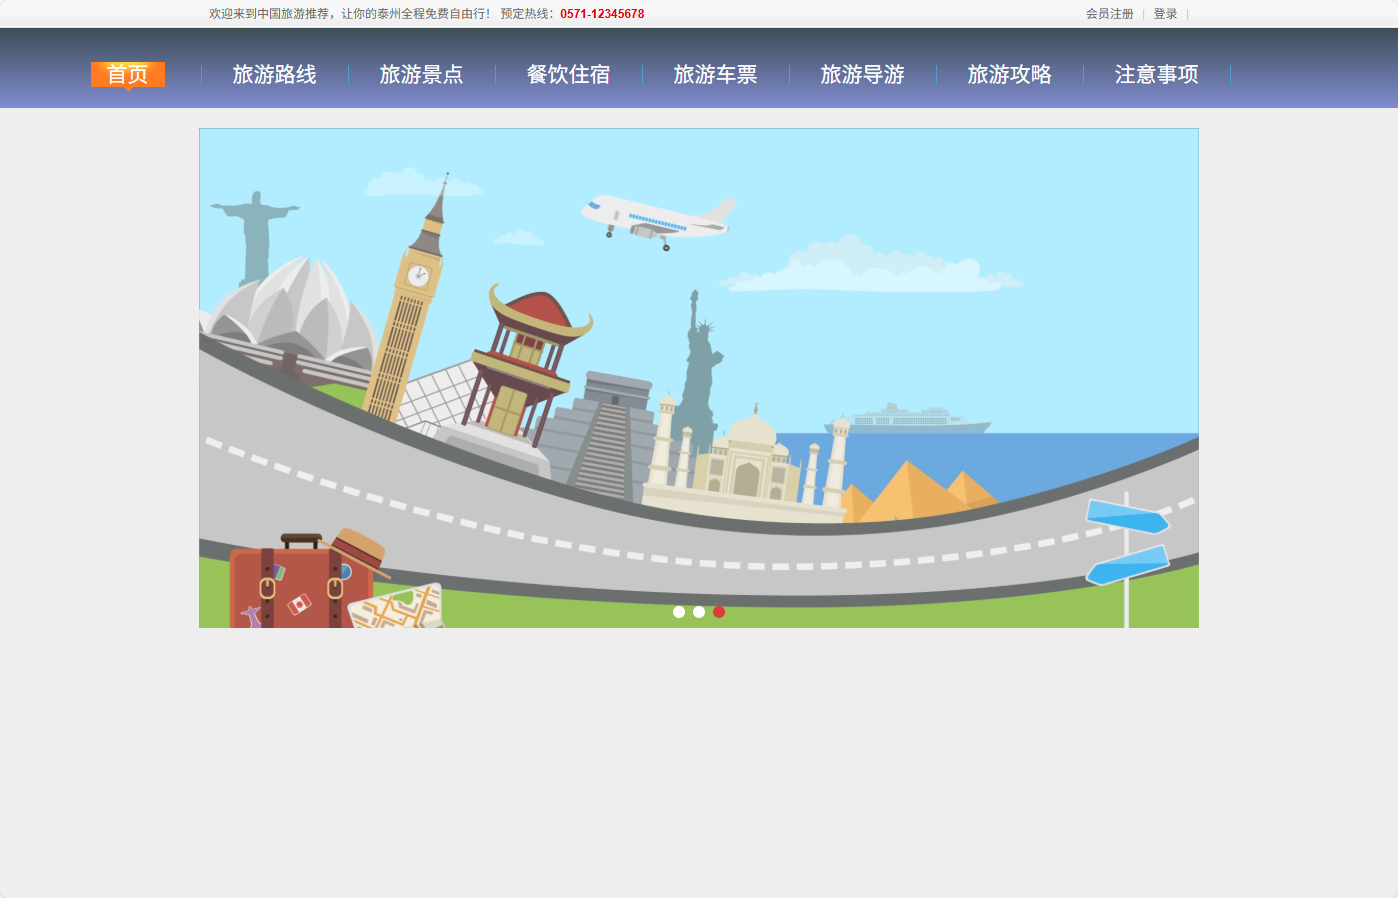 欢迎来到中国旅游推荐，让你的泰州全程免费自由行！ 预定热线：0571-12345678
会员注册 | 登录 |
首页 旅游路线 旅游景点 餐饮住宿 旅游车票 旅游导游 旅游攻略 注意事项